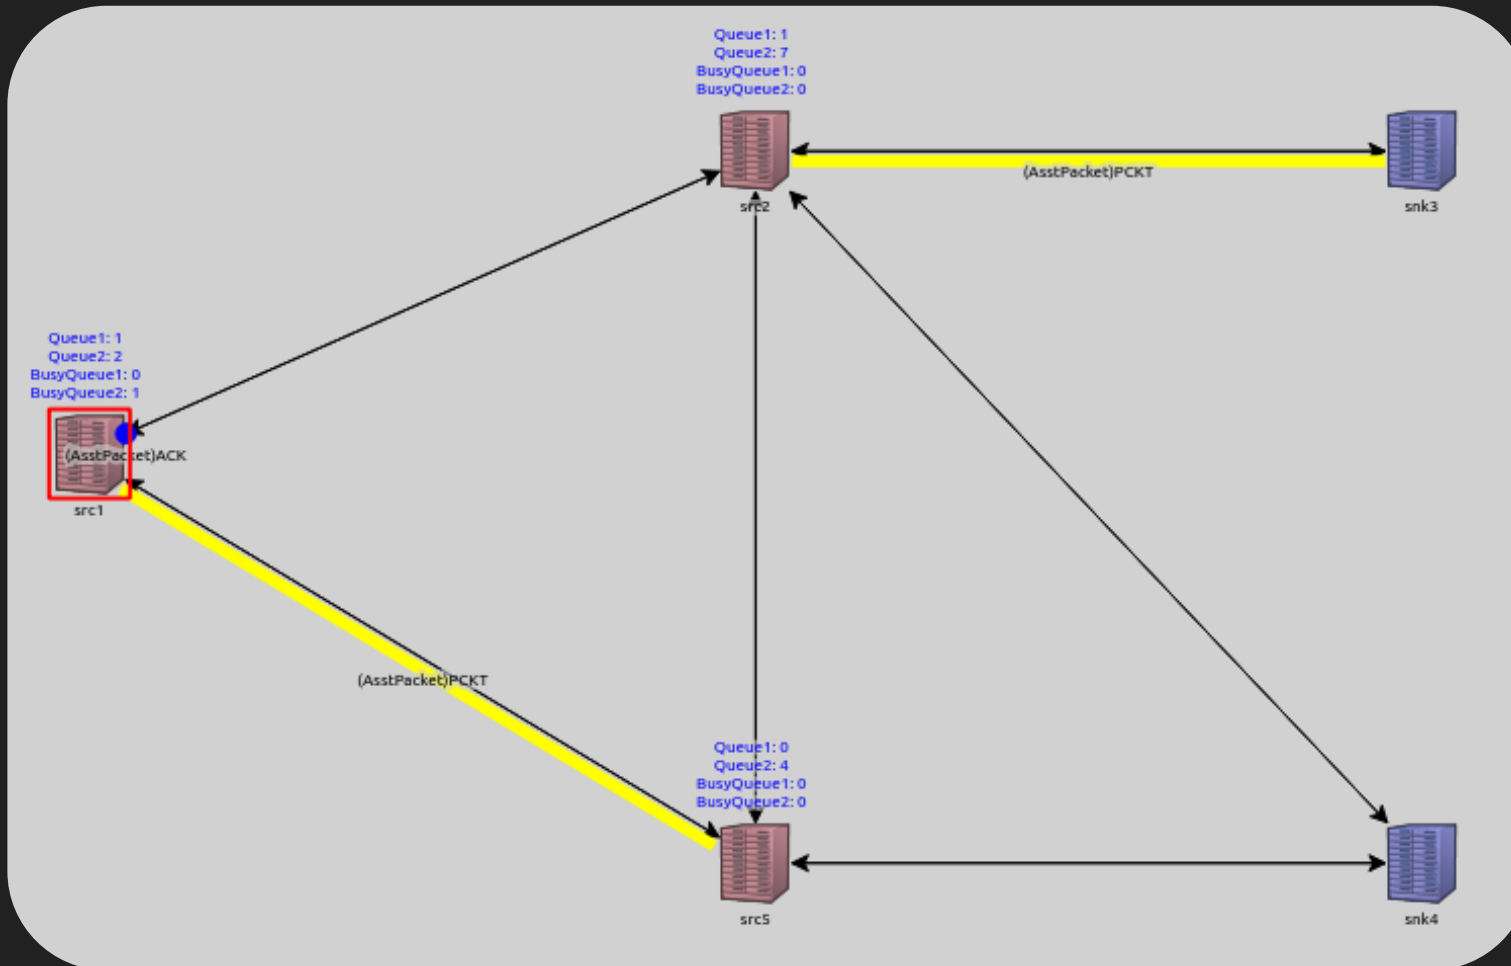 Queue1: 1
Queue2: 7
BusyQueue1: 0
BusyQueue2: 0
(AsstPacket)PCKT
src2
snk3
Queue1: 1
Queue2: 2
BusyQueue1: 0
BusyQueue2: 1
(AsstPacket)ACK
src1
(AsstPacket)PCKT
Queue1: 0
Queue2: 4
BusyQueue1: 0
BusyQueue2: 0
src5
snk4